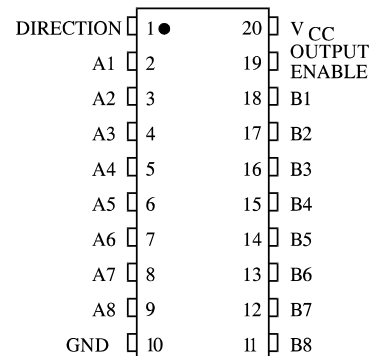 DIRECTION 1 20 VCC
A1 2 19 OUTPUT ENABLE
A2 3 18 B1
A3 4 17 B2
A4 5 16 B3
A5 6 15 B4
A6 7 14 B5
A7 8 13 B6
A8 9 12 B7
GND 10 11 B8